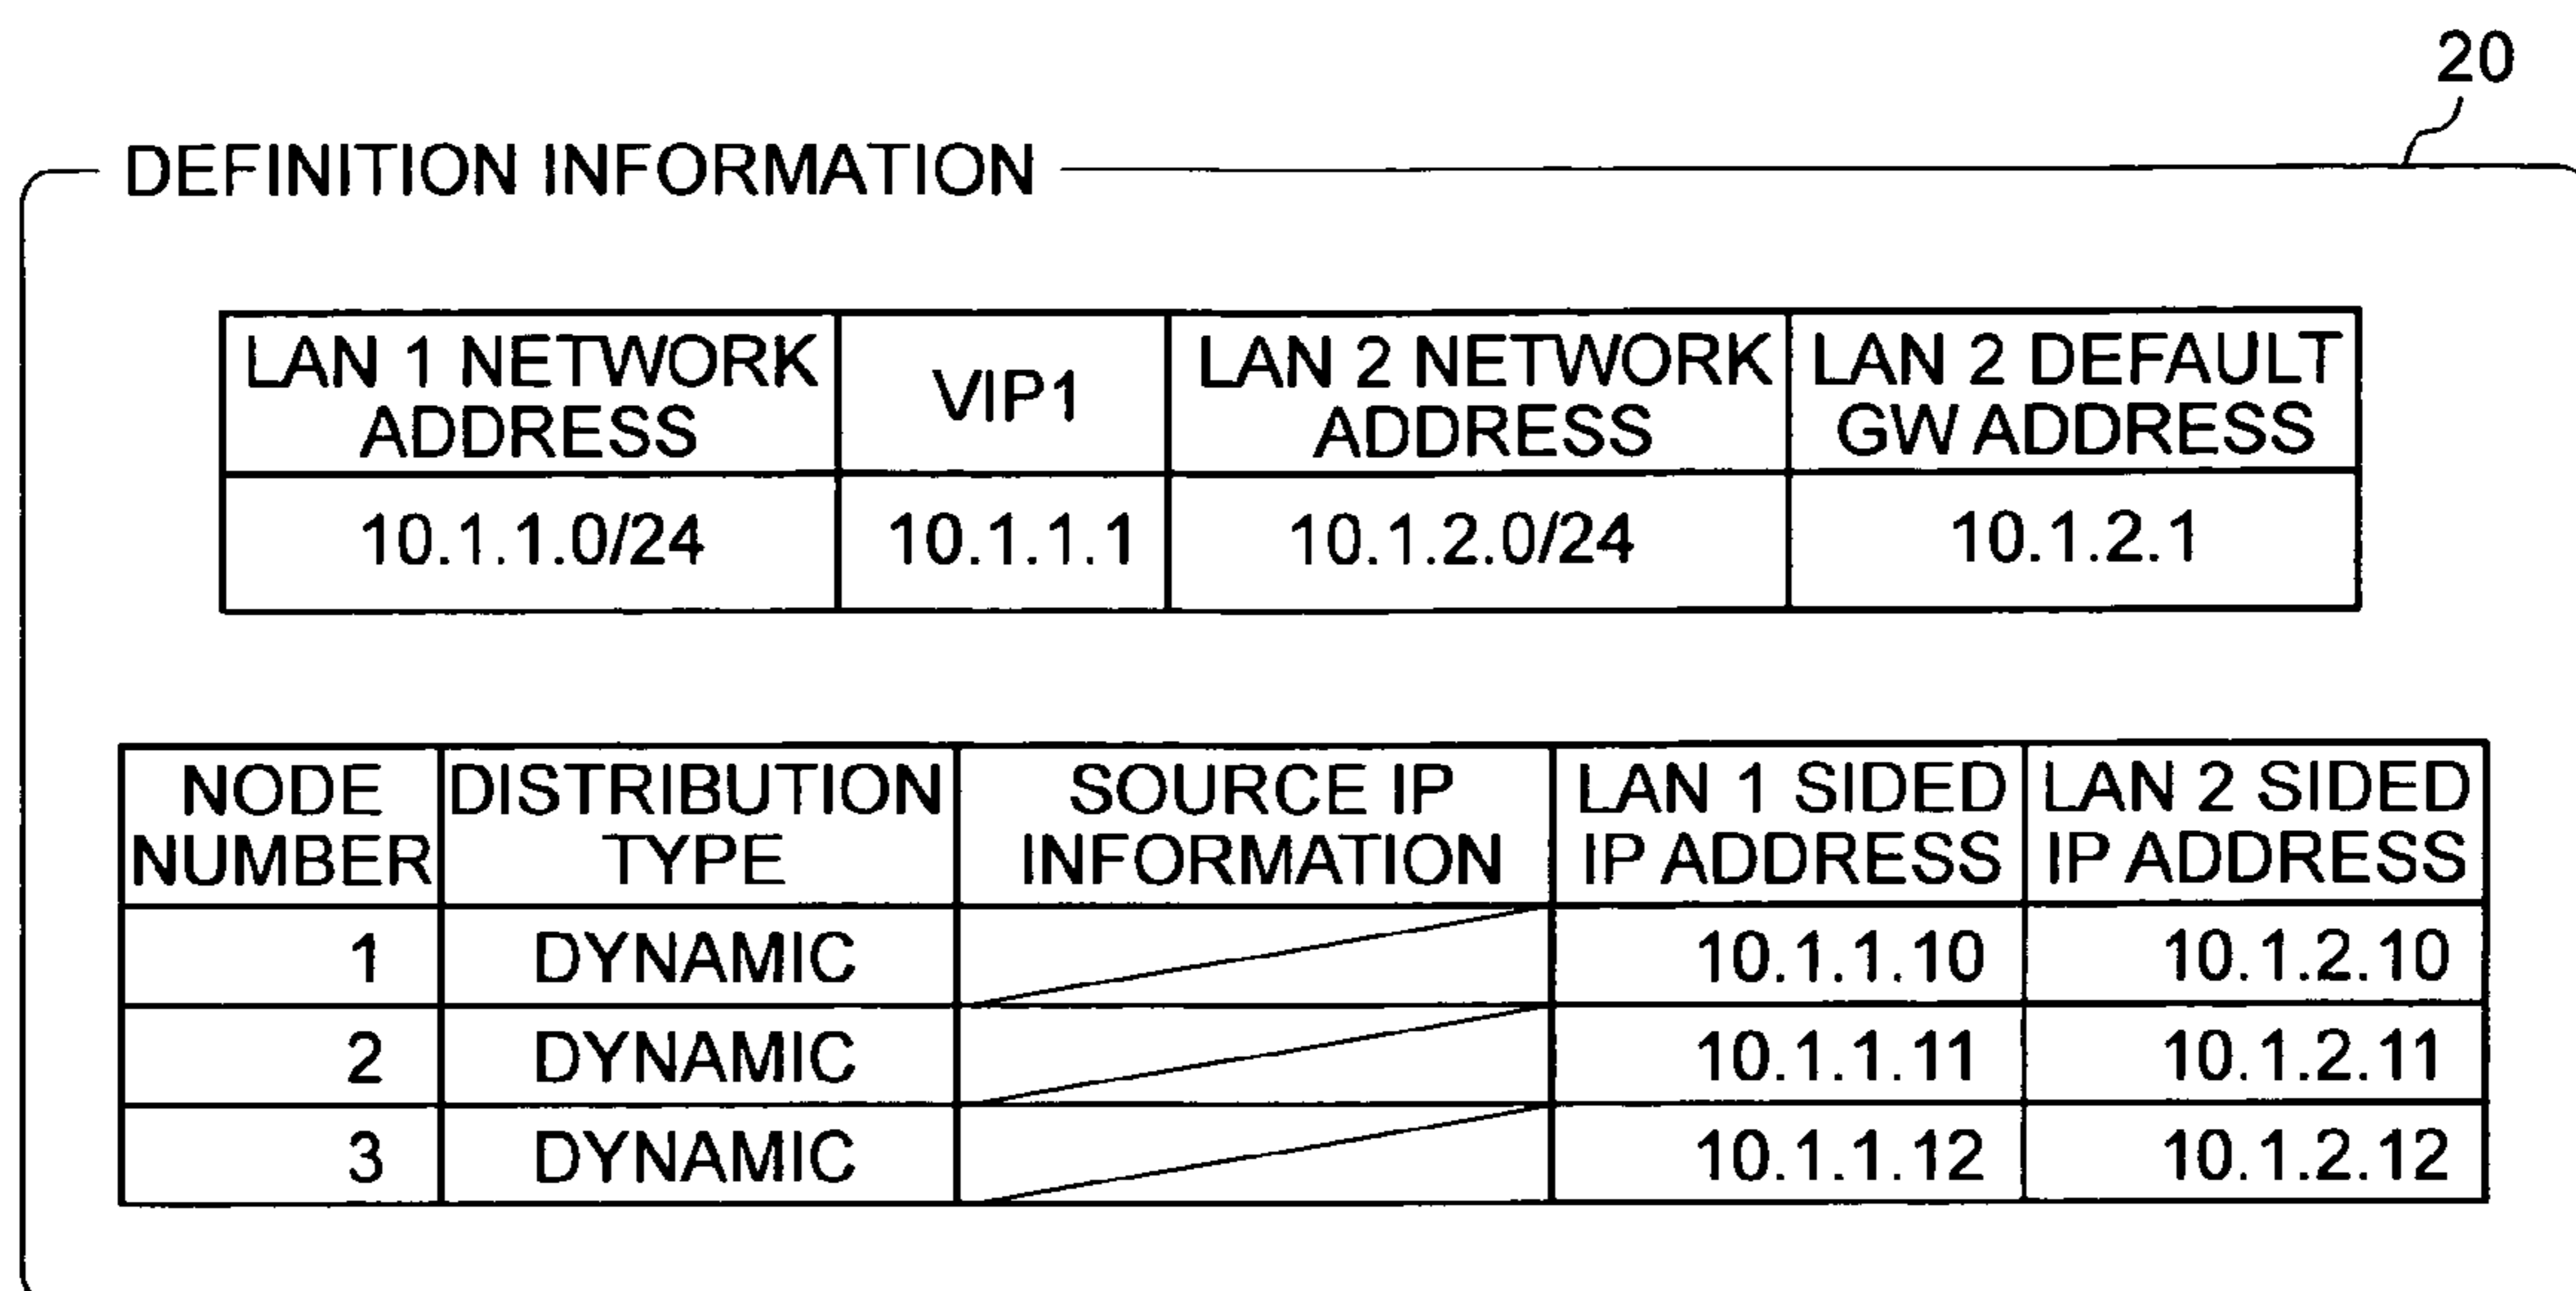 20
DEFINITION INFORMATION
LAN 1 NETWORK ADDRESS VIP1 LAN 2 NETWORK ADDRESS LAN 2 DEFAULT GW ADDRESS
10.1.1.0/24 10.1.1.1 10.1.2.0/24 10.1.2.1
NODE NUMBER DISTRIBUTION TYPE SOURCE IP INFORMATION LAN 1 SIDED IP ADDRESS LAN 2 SIDED IP ADDRESS
1 DYNAMIC 10.1.1.10 10.1.2.10
2 DYNAMIC 10.1.1.11 10.1.2.11
3 DYNAMIC 10.1.1.12 10.1.2.12